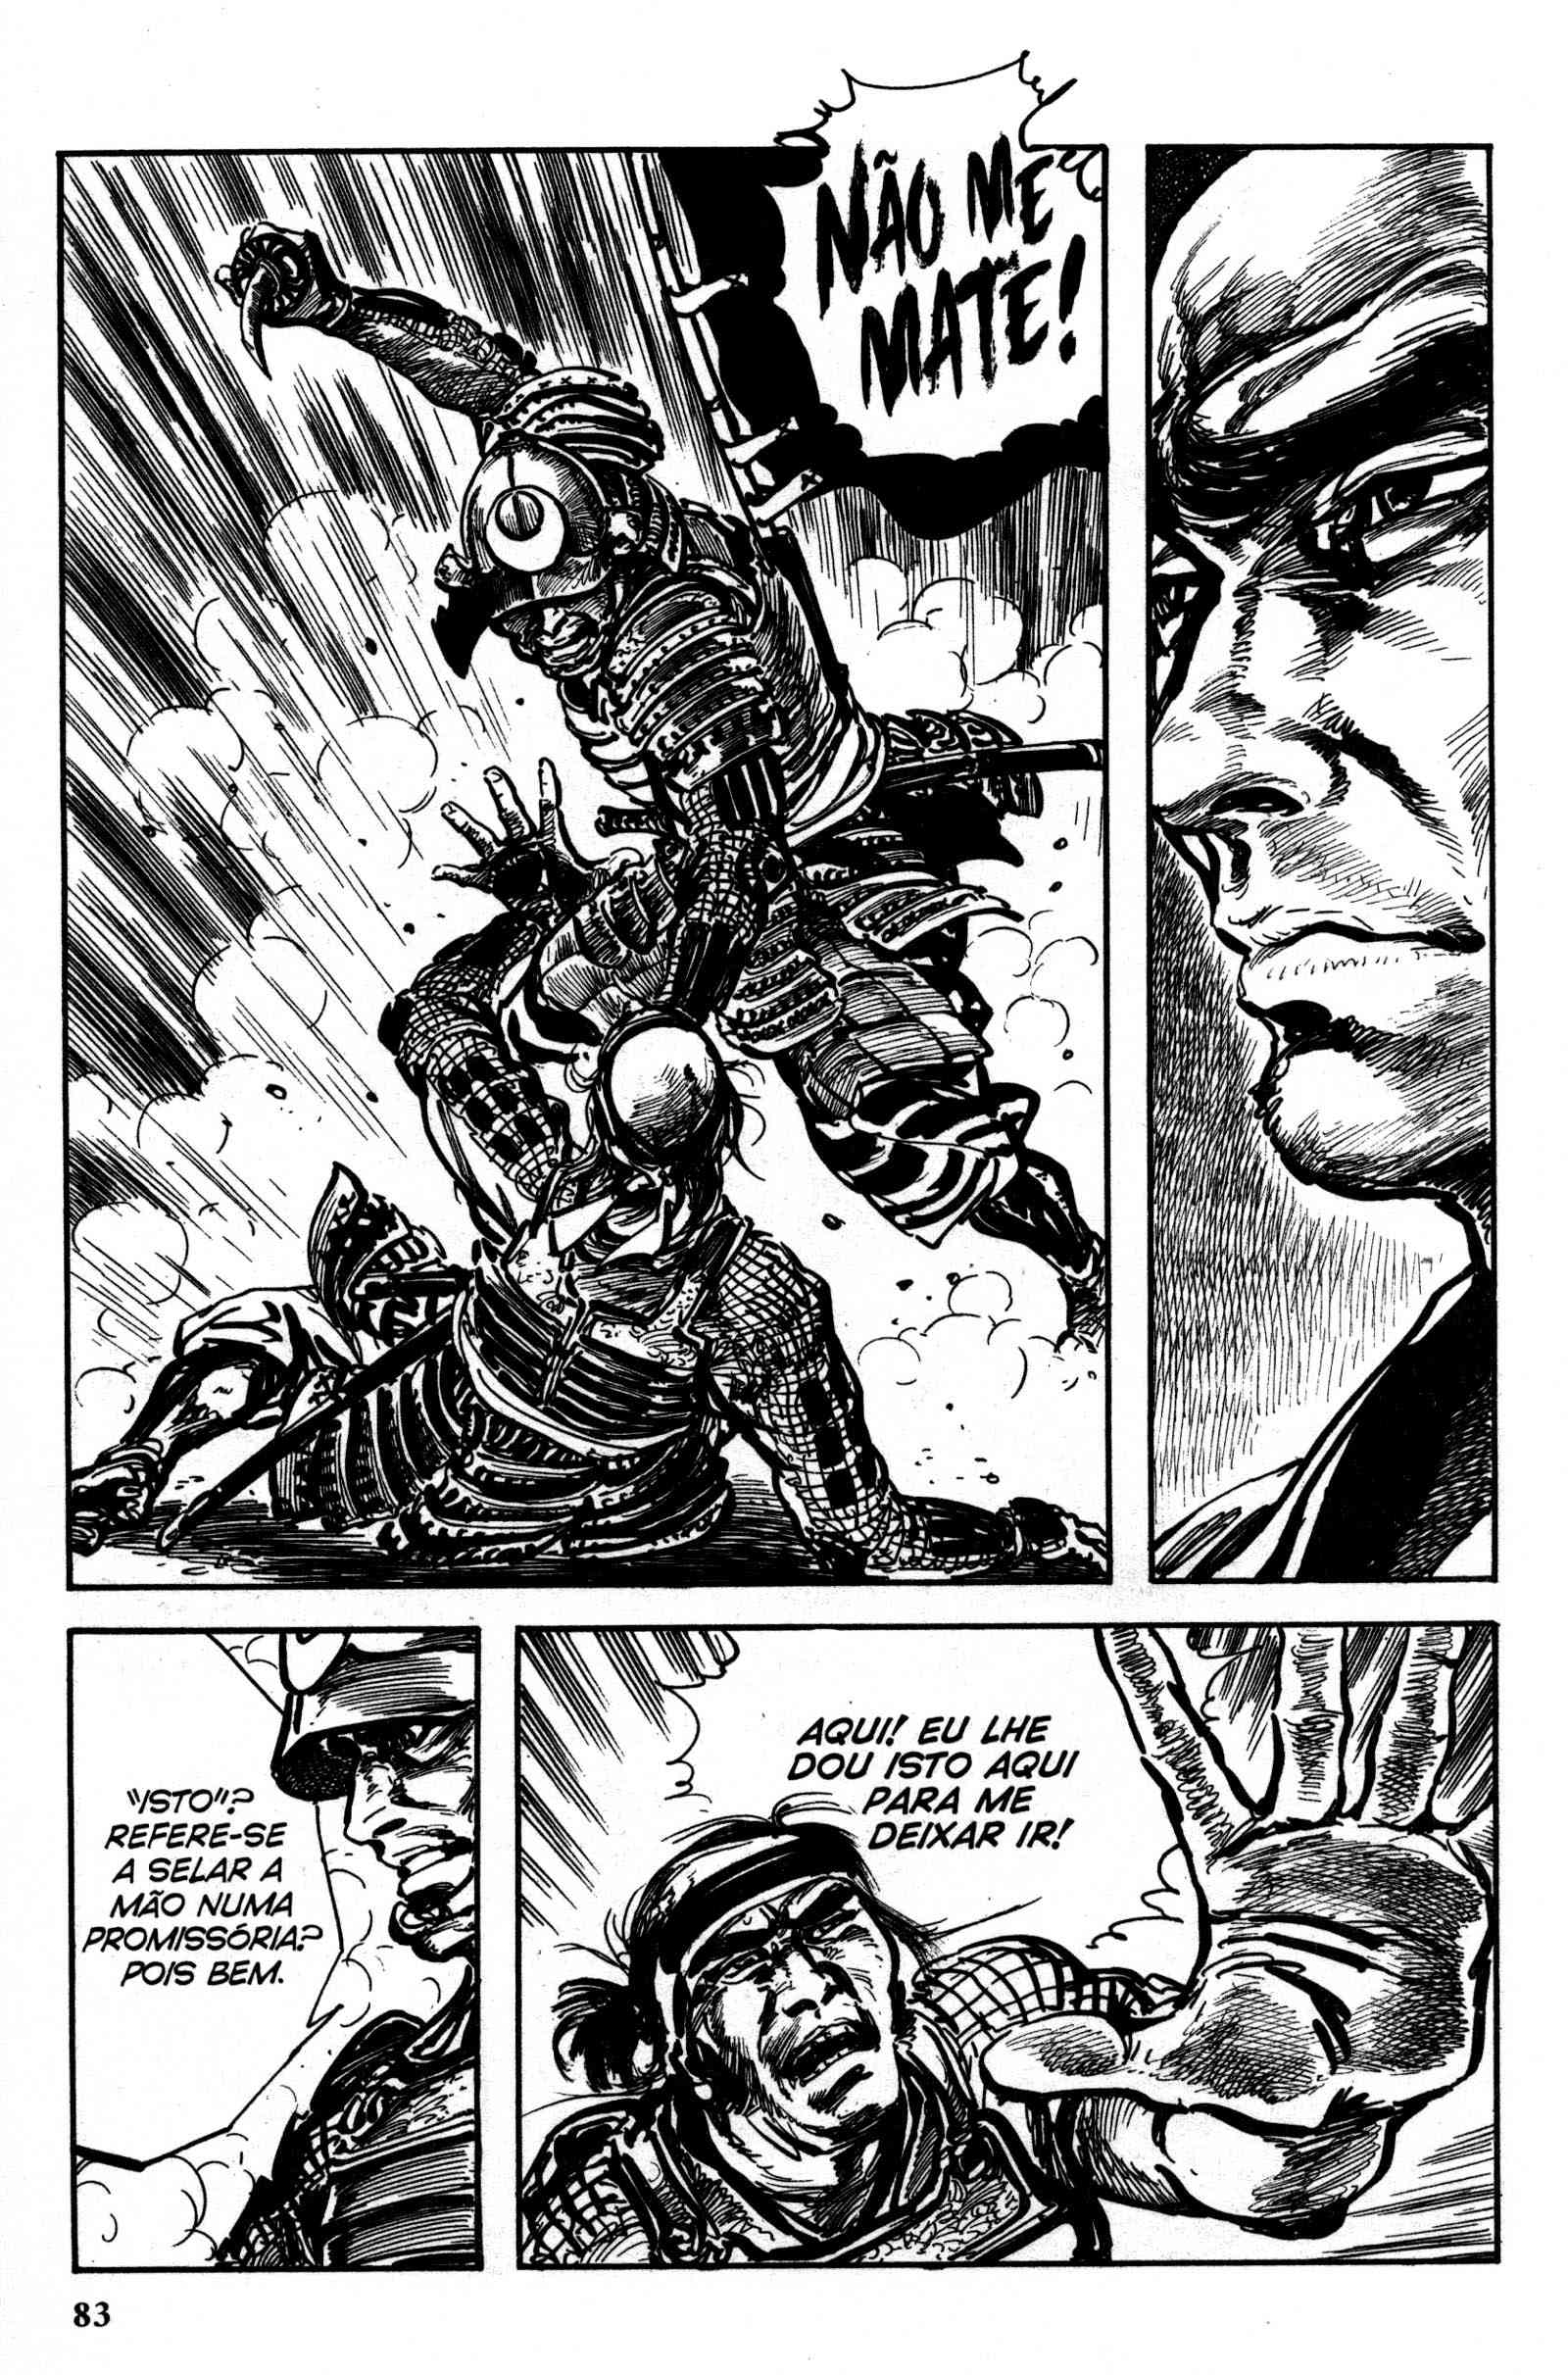 NÃO ME
MATE!
AQUI! EU LHE
DOU ISTO AQUI
PARA ME
DEIXAR IR!
"ISTO"?
REFERE-SE
A SELAR A
MÃO NUMA
PROMISSÓRIA?
POIS BEM.
83